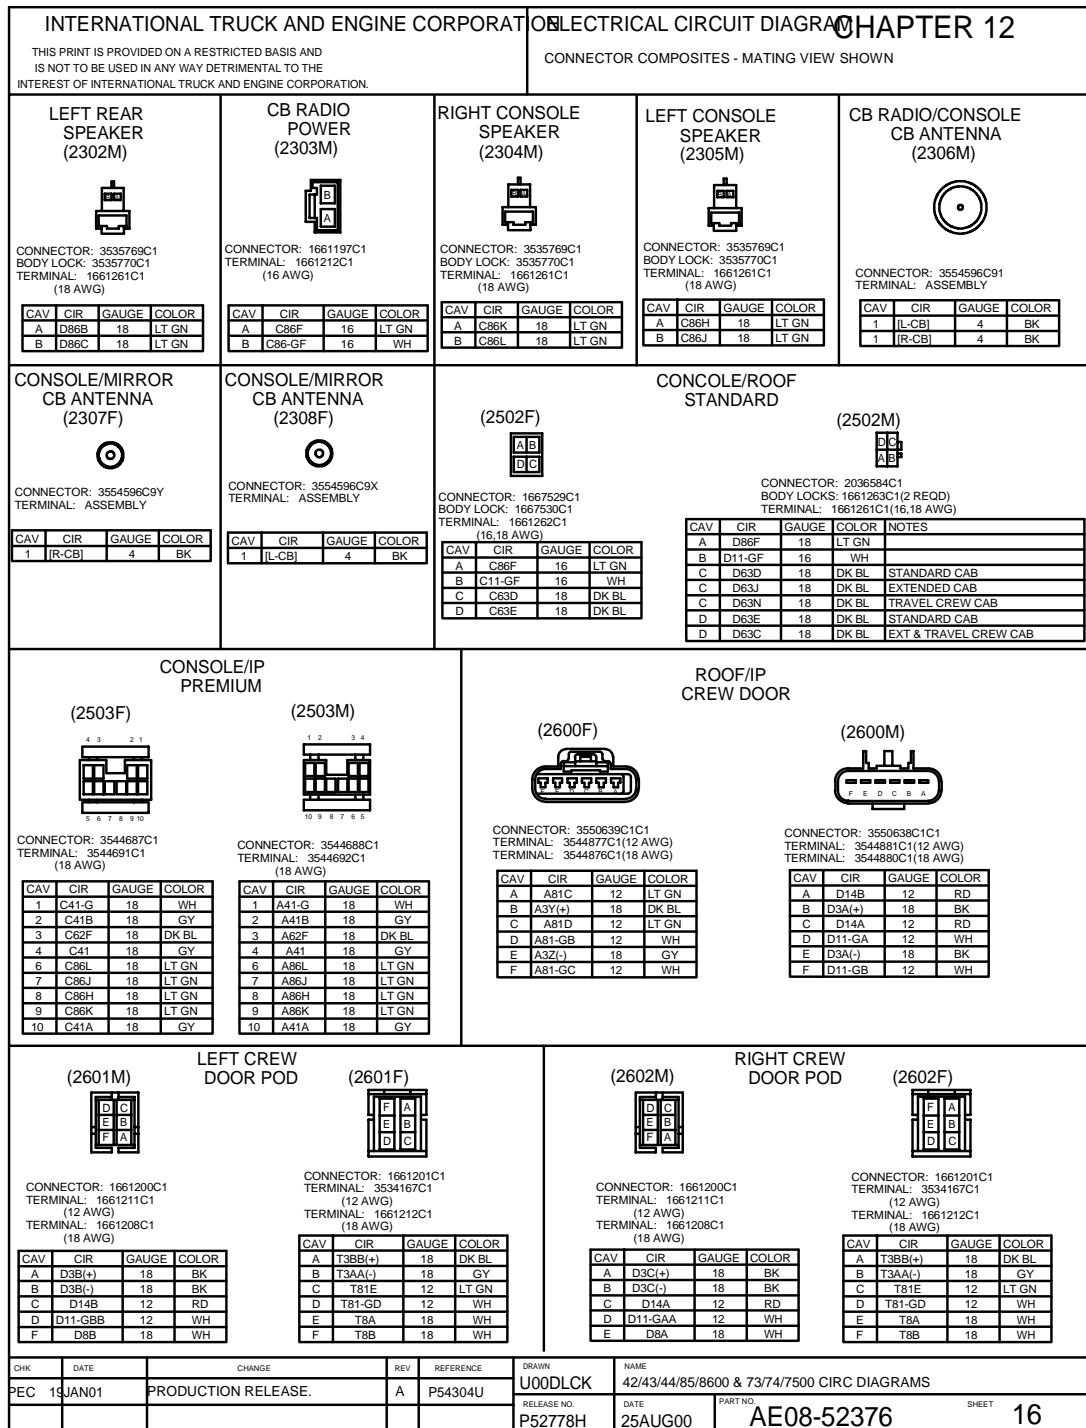 INTERNATIONAL TRUCK AND ENGINE CORPORATION
THIS PRINT IS PROVIDED ON A RESTRICTED BASIS AND
IS NOT TO BE USED IN ANY WAY DETRIMENTAL TO THE
INTEREST OF INTERNATIONAL TRUCK AND ENGINE CORPORATION.
ELECTRICAL CIRCUIT DIAGRAM
CHAPTER 12
CONNECTOR COMPOSITES - MATING VIEW SHOWN
LEFT REAR
SPEAKER
(2302M)
CONNECTOR: 3535769C1
BODY LOCK: 3535770C1
TERMINAL: 1661261C1
(18 AWG)
CAV CIR GAUGE COLOR
A D86B 18 LT GN
B D86C 18 LT GN
CB RADIO
POWER
(2303M)
B
A
CONNECTOR: 1661197C1
TERMINAL: 1661212C1
(16 AWG)
CAV CIR GAUGE COLOR
A C86F 16 LT GN
B C86-GF 16 WH
RIGHT CONSOLE
SPEAKER
(2304M)
CONNECTOR: 3535769C1
BODY LOCK: 3535770C1
TERMINAL: 1661261C1
(18 AWG)
CAV CIR GAUGE COLOR
A C86K 18 LT GN
B C86L 18 LT GN
LEFT CONSOLE
SPEAKER
(2305M)
CONNECTOR: 3535769C1
BODY LOCK: 3535770C1
TERMINAL: 1661261C1
(18 AWG)
CAV CIR GAUGE COLOR
A C86H 18 LT GN
B C86J 18 LT GN
CB RADIO/CONSOLE
CB ANTENNA
(2306M)
CONNECTOR: 3554596C91
TERMINAL: ASSEMBLY
CAV CIR GAUGE COLOR
1 [L-CB] 4 BK
1 [R-CB] 4 BK
CONSOLE/MIRROR
CB ANTENNA
(2307F)
CONNECTOR: 3554596C9Y
TERMINAL: ASSEMBLY
CAV CIR GAUGE COLOR
1 [R-CB] 4 BK
CONSOLE/MIRROR
CB ANTENNA
(2308F)
CONNECTOR: 3554596C9X
TERMINAL: ASSEMBLY
CAV CIR GAUGE COLOR
1 [L-CB] 4 BK
CONCOLE/ROOF
STANDARD
(2502F)
A B
D C
CONNECTOR: 1667529C1
BODY LOCK: 1667530C1
TERMINAL: 1661262C1
(16,18 AWG)
CAV CIR GAUGE COLOR
A C86F 16 LT GN
B C11-GF 16 WH
C C63D 18 DK BL
D C63E 18 DK BL
(2502M)
D C
A B
CONNECTOR: 2036584C1
BODY LOCKS: 1661263C1(2 REQD)
TERMINAL: 1661261C1(16,18 AWG)
CAV CIR GAUGE COLOR NOTES
A D86F 18 LT GN
B D11-GF 16 WH
C D63D 18 DK BL STANDARD CAB
C D63J 18 DK BL EXTENDED CAB
C D63N 18 DK BL TRAVEL CREW CAB
D D63E 18 DK BL STANDARD CAB
D D63C 18 DK BL EXT & TRAVEL CREW CAB
CONSOLE/IP
PREMIUM
(2503F)
4 3 2 1
5 6 7 8 9 10
CONNECTOR: 3544687C1
TERMINAL: 3544691C1
(18 AWG)
CAV CIR GAUGE COLOR
1 C41-G 18 WH
2 C41B 18 GY
3 C62F 18 DK BL
4 C41 18 GY
6 C86L 18 LT GN
7 C86J 18 LT GN
8 C86H 18 LT GN
9 C86K 18 LT GN
10 C41A 18 GY
(2503M)
1 2 3 4
10 9 8 7 6 5
CONNECTOR: 3544688C1
TERMINAL: 3544692C1
(18 AWG)
CAV CIR GAUGE COLOR
1 A41-G 18 WH
2 A41B 18 GY
3 A62F 18 DK BL
4 A41 18 GY
6 A86L 18 LT GN
7 A86J 18 LT GN
8 A86H 18 LT GN
9 A86K 18 LT GN
10 A41A 18 GY
ROOF/IP
CREW DOOR
(2600F)
CONNECTOR: 3550639C1C1
TERMINAL: 3544877C1(12 AWG)
TERMINAL: 3544876C1(18 AWG)
CAV CIR GAUGE COLOR
A A81C 12 LT GN
B A3Y(+) 18 DK BL
C A81D 12 LT GN
D A81-GB 12 WH
E A3Z(-) 18 GY
F A81-GC 12 WH
(2600M)
F E D C B A
CONNECTOR: 3550638C1C1
TERMINAL: 3544881C1(12 AWG)
TERMINAL: 3544880C1(18 AWG)
CAV CIR GAUGE COLOR
A D14B 12 RD
B D3A(+) 18 BK
C D14A 12 RD
D D11-GA 12 WH
E D3A(-) 18 BK
F D11-GB 12 WH
LEFT CREW
DOOR POD
(2601M)
D C
E B
F A
CONNECTOR: 1661200C1
TERMINAL: 1661211C1
(12 AWG)
TERMINAL: 1661208C1
(18 AWG)
CAV CIR GAUGE COLOR
A D3B(+) 18 BK
B D3B(-) 18 BK
C D14B 12 RD
D D11-GBB 12 WH
F D8B 18 WH
(2601F)
F A
E B
D C
CONNECTOR: 1661201C1
TERMINAL: 3534167C1
(12 AWG)
TERMINAL: 1661212C1
(18 AWG)
CAV CIR GAUGE COLOR
A T3BB(+) 18 DK BL
B T3AA(-) 18 GY
C T81E 12 LT GN
D T81-GD 12 WH
E T8A 18 WH
F T8B 18 WH
RIGHT CREW
DOOR POD
(2602M)
D C
E B
F A
CONNECTOR: 1661200C1
TERMINAL: 1661211C1
(12 AWG)
TERMINAL: 1661208C1
(18 AWG)
CAV CIR GAUGE COLOR
A D3C(+) 18 BK
B D3C(-) 18 BK
C D14A 12 RD
D D11-GAA 12 WH
E D8A 18 WH
(2602F)
F A
E B
D C
CONNECTOR: 1661201C1
TERMINAL: 3534167C1
(12 AWG)
TERMINAL: 1661212C1
(18 AWG)
CAV CIR GAUGE COLOR
A T3BB(+) 18 DK BL
B T3AA(-) 18 GY
C T81E 12 LT GN
D T81-GD 12 WH
E T8A 18 WH
F T8B 18 WH
CHK DATE CHANGE REV REFERENCE
PEC 19JAN01 PRODUCTION RELEASE. A P54304U
DRAWN
U00DLCK
NAME
42/43/44/85/8600 & 73/74/7500 CIRC DIAGRAMS
RELEASE NO.
P52778H
DATE
25AUG00
PART NO.
AE08-52376
SHEET 16